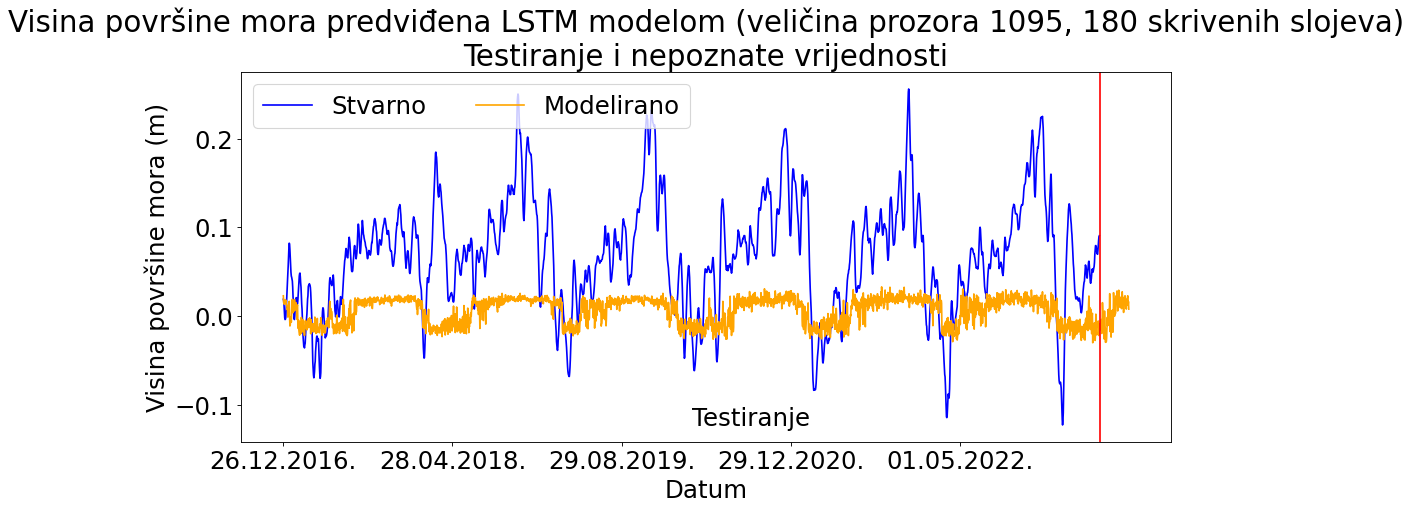 Visina površine mora predviđena LSTM modelom (veličina prozora 1095, 180 skrivenih slojeva)
Testiranje i nepoznate vrijednosti
Stvarno
Modelirano
Visina površine mora (m)
0.2
0.1
0.0
−0.1
Testiranje
26.12.2016.
28.04.2018.
29.08.2019.
29.12.2020.
01.05.2022.
Datum